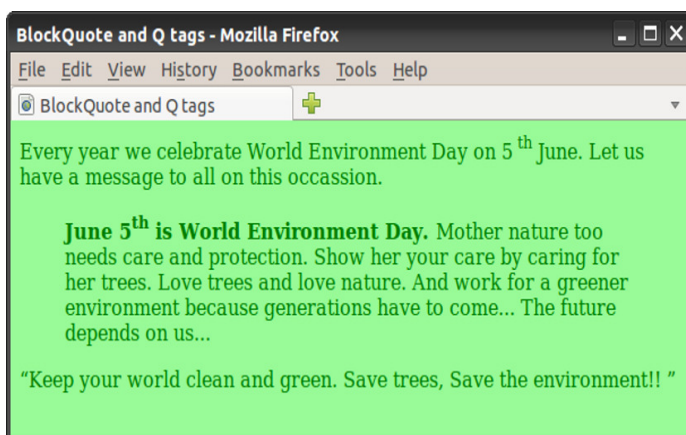 BlockQuote and Q tags - Mozilla Firefox
File Edit View History Bookmarks Tools Help
BlockQuote and Q tags
Every year we celebrate World Environment Day on 5 th June. Let us
have a message to all on this occassion.
June 5th is World Environment Day. Mother nature too
needs care and protection. Show her your care by caring for
her trees. Love trees and love nature. And work for a greener
environment because generations have to come... The future
depends on us...
“Keep your world clean and green. Save trees, Save the environment!! ”